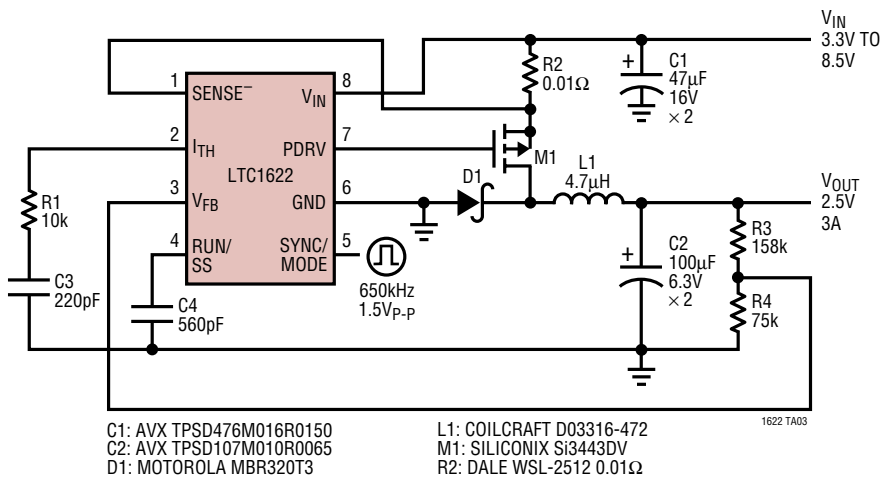 V_IN
3.3V TO
8.5V
R2
0.01Ω
C1
47µF
16V
× 2
+
1
SENSE⁻
8
V_IN
2
I_TH
7
PDRV
M1
LTC1622
D1
L1
4.7µH
V_OUT
2.5V
3A
R1
10k
3
V_FB
6
GND
4
RUN/
SS
5
SYNC/
MODE
650kHz
1.5V_P-P
C3
220pF
C4
560pF
+
C2
100µF
6.3V
× 2
R3
158k
R4
75k
1622 TA03
C1: AVX TPSD476M016R0150
C2: AVX TPSD107M010R0065
D1: MOTOROLA MBR320T3
L1: COILCRAFT D03316-472
M1: SILICONIX Si3443DV
R2: DALE WSL-2512 0.01Ω